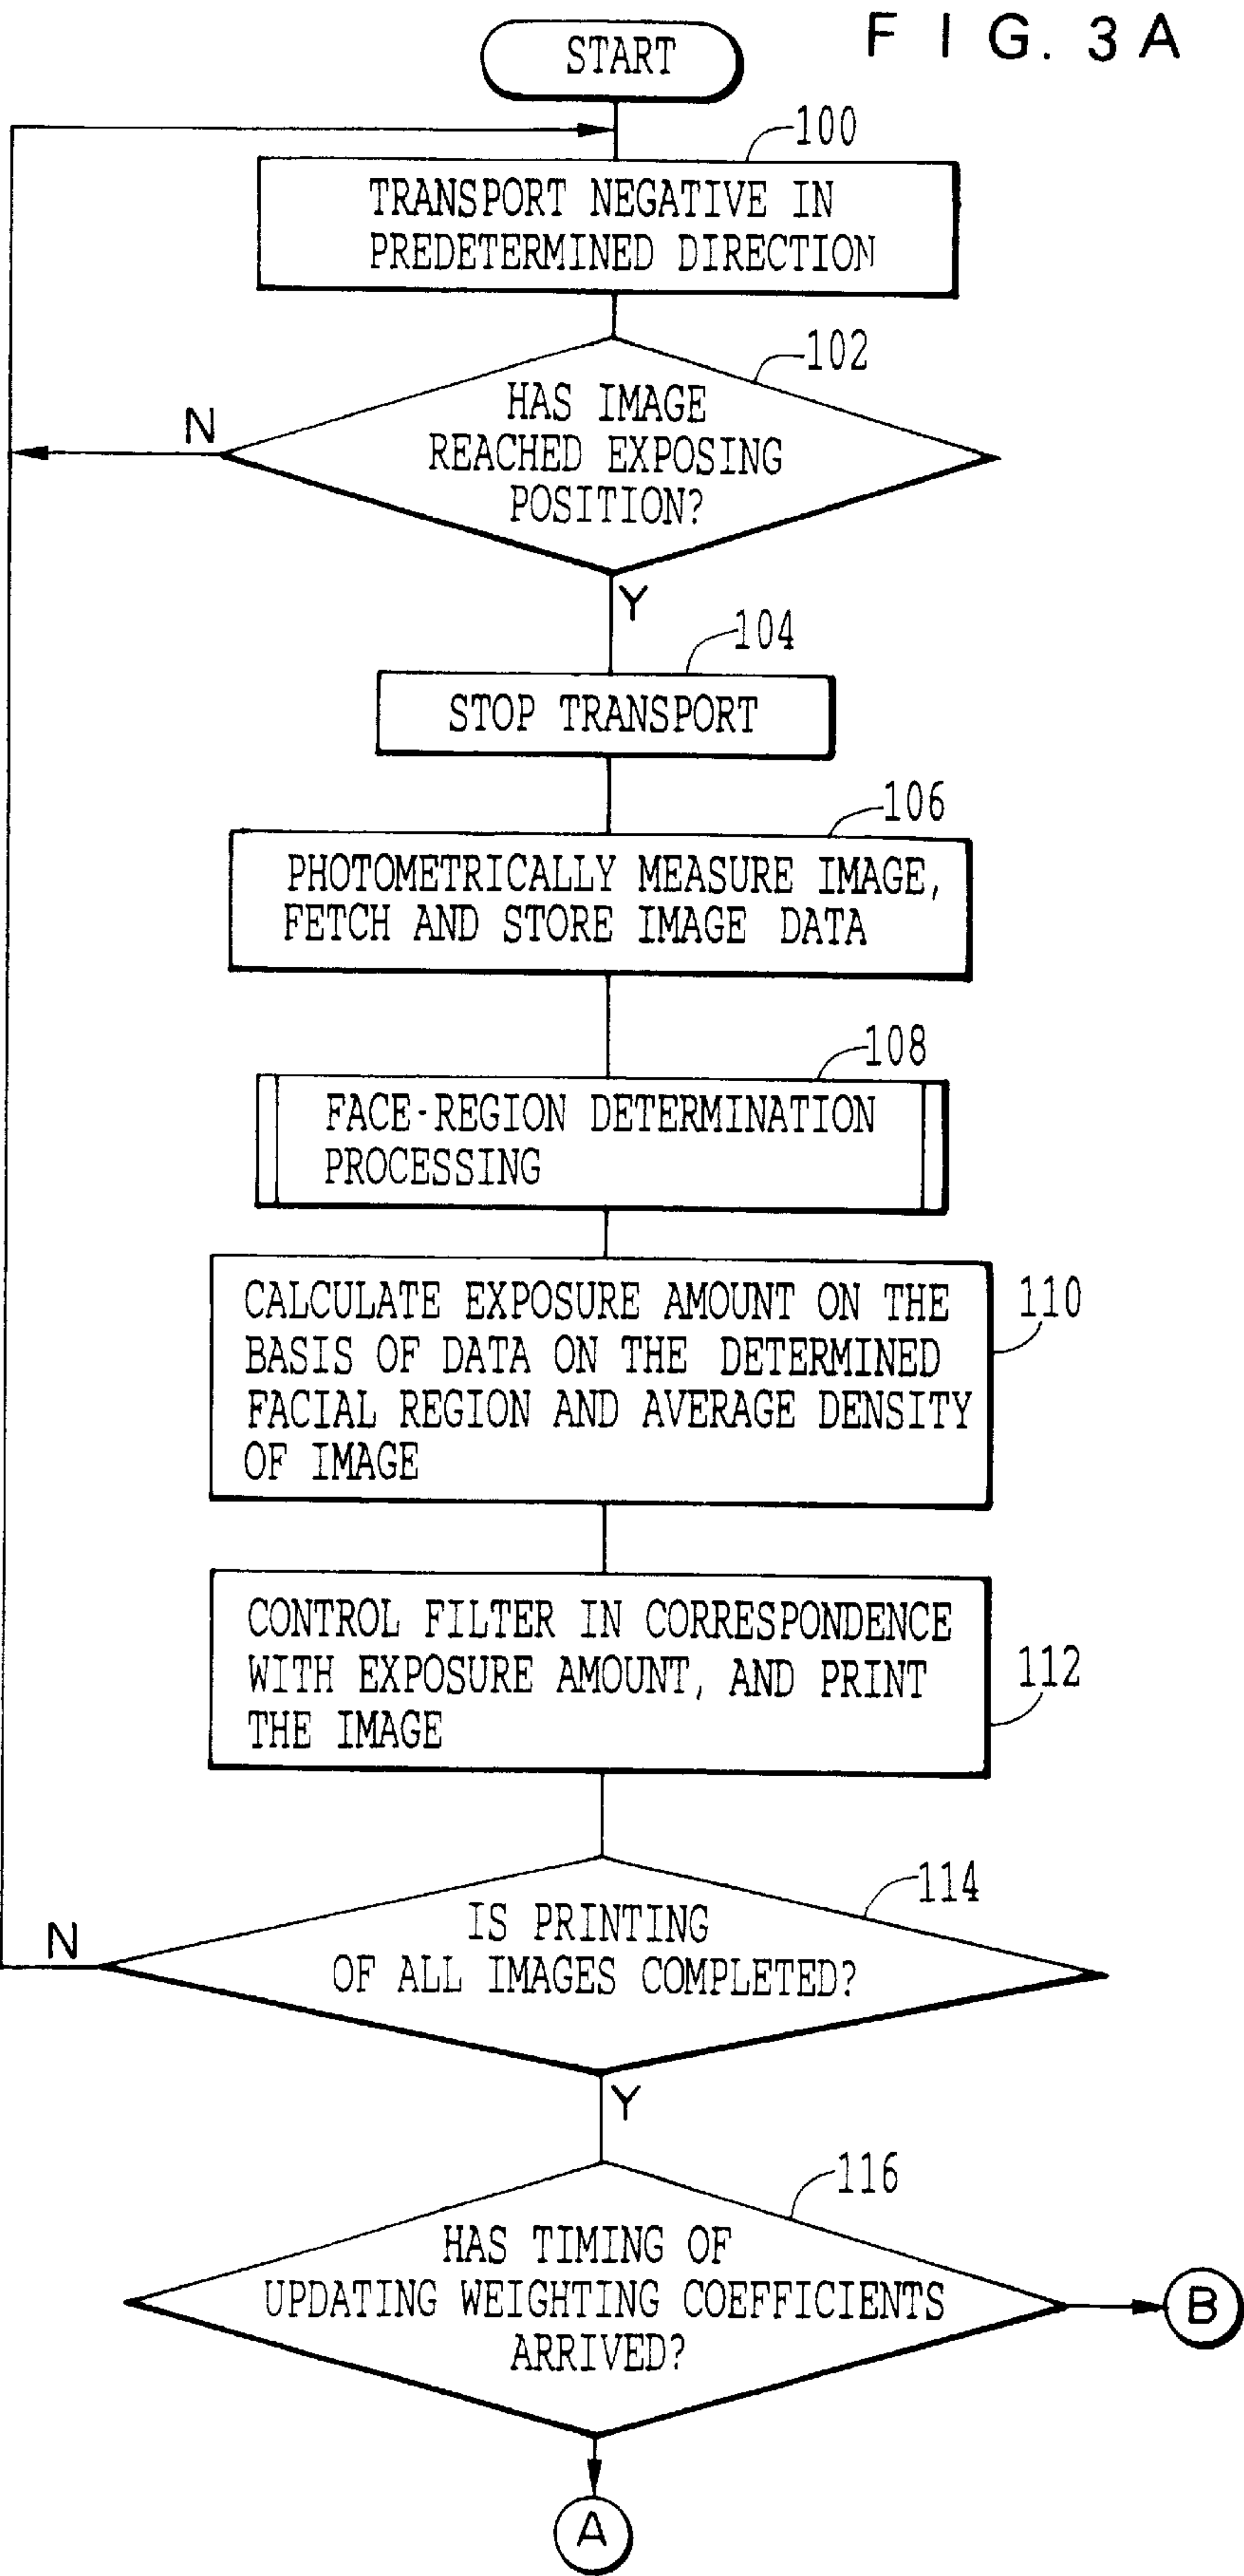 FIG. 3A
START
100
TRANSPORT NEGATIVE IN
PREDETERMINED DIRECTION
102
HAS IMAGE
REACHED EXPOSING
POSITION?
N
Y
104
STOP TRANSPORT
106
PHOTOMETRICALLY MEASURE IMAGE,
FETCH AND STORE IMAGE DATA
108
FACE-REGION DETERMINATION
PROCESSING
110
CALCULATE EXPOSURE AMOUNT ON THE
BASIS OF DATA ON THE DETERMINED
FACIAL REGION AND AVERAGE DENSITY
OF IMAGE
112
CONTROL FILTER IN CORRESPONDENCE
WITH EXPOSURE AMOUNT, AND PRINT
THE IMAGE
114
IS PRINTING
OF ALL IMAGES COMPLETED?
N
Y
116
HAS TIMING OF
UPDATING WEIGHTING COEFFICIENTS
ARRIVED?
B
A